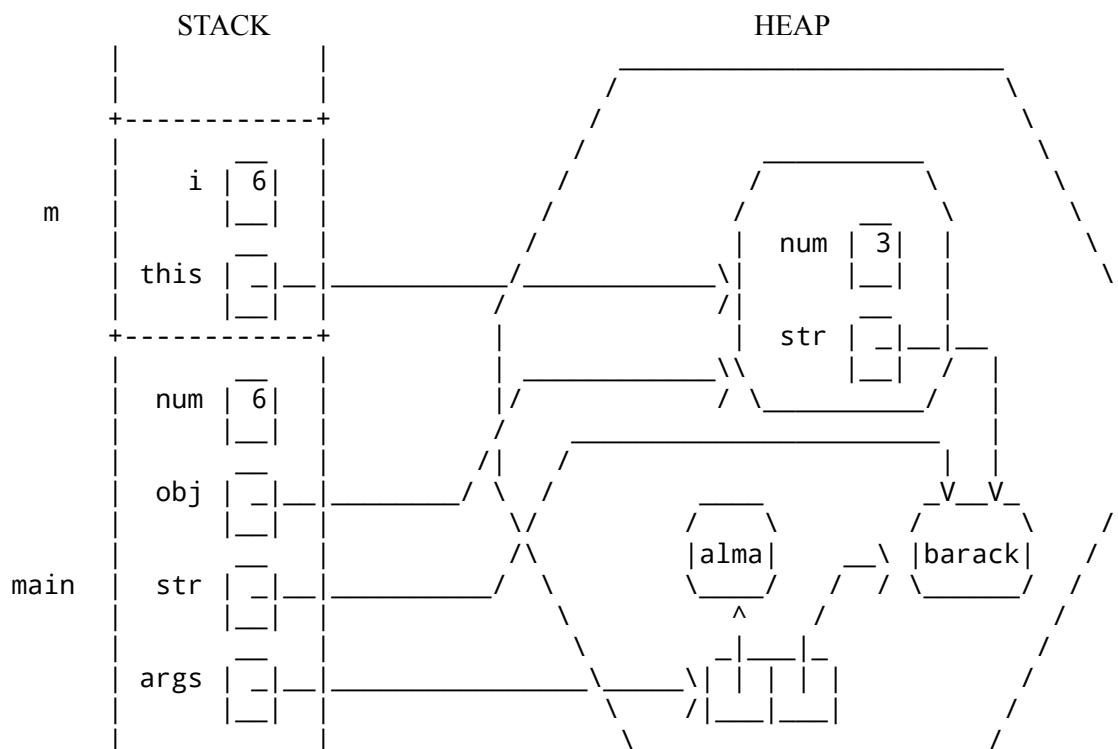 STACK HEAP
i 6
m
num 3
this
str
num 6
obj
alma barack
main str
args